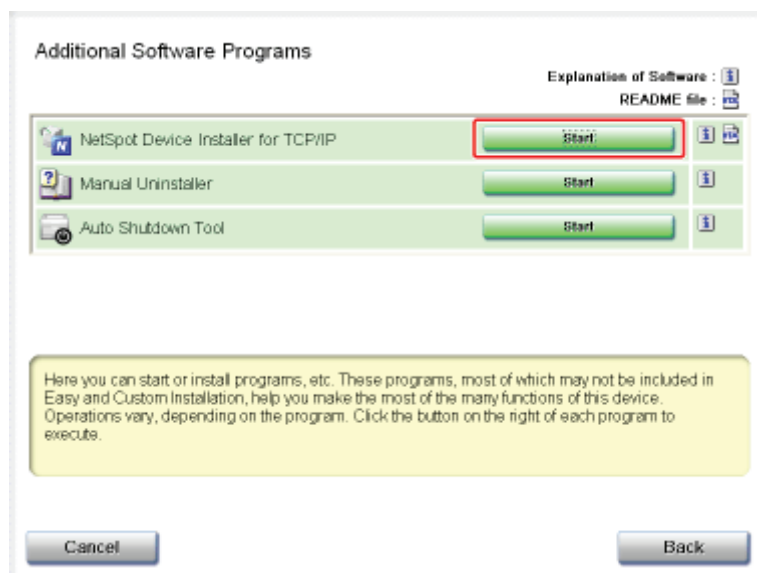 Additional Software Programs
Explanation of Software :
README file :
NetSpot Device Installer for TCP/IP
Start
Manual Uninstaller
Start
Auto Shutdown Tool
Start
Here you can start or install programs, etc. These programs, most of which may not be included in
Easy and Custom Installation, help you make the most of the many functions of this device.
Operations vary, depending on the program. Click the button on the right of each program to
execute.
Cancel
Back